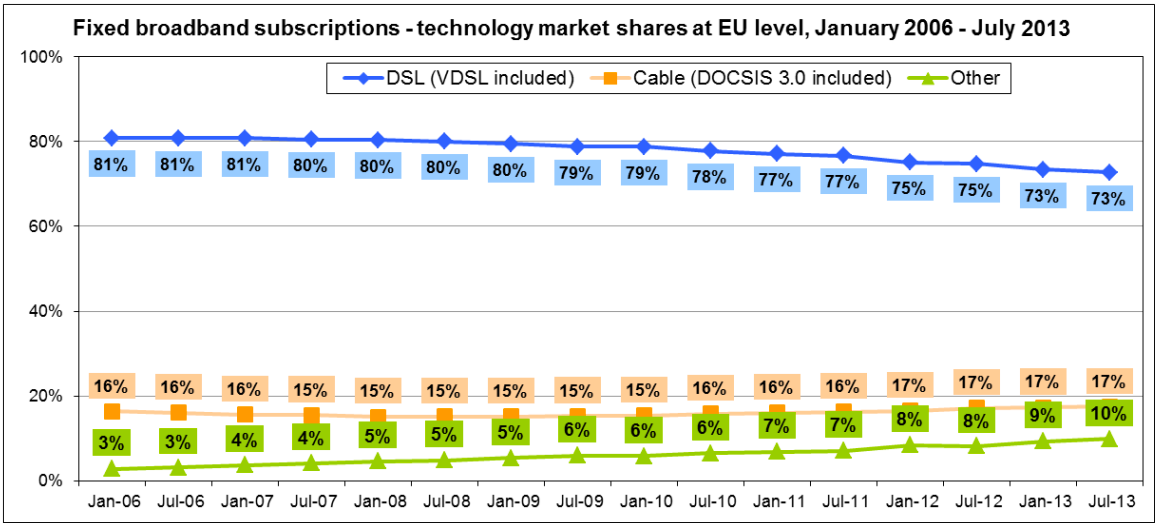 Fixed broadband subscriptions - technology market shares at EU level, January 2006 - July 2013
100%
DSL (VDSL included) Cable (DOCSIS 3.0 included) Other
80%
81% 81% 81% 80% 80% 80% 80% 79% 79% 78% 77% 77% 75% 75% 73% 73%
60%
40%
16% 16% 16% 15% 15% 15% 15% 15% 15% 16% 16% 16% 17% 17% 17% 17%
20%
3% 3% 4% 4% 5% 5% 5% 6% 6% 6% 7% 7% 8% 8% 9% 10%
0%
Jan-06 Jul-06 Jan-07 Jul-07 Jan-08 Jul-08 Jan-09 Jul-09 Jan-10 Jul-10 Jan-11 Jul-11 Jan-12 Jul-12 Jan-13 Jul-13